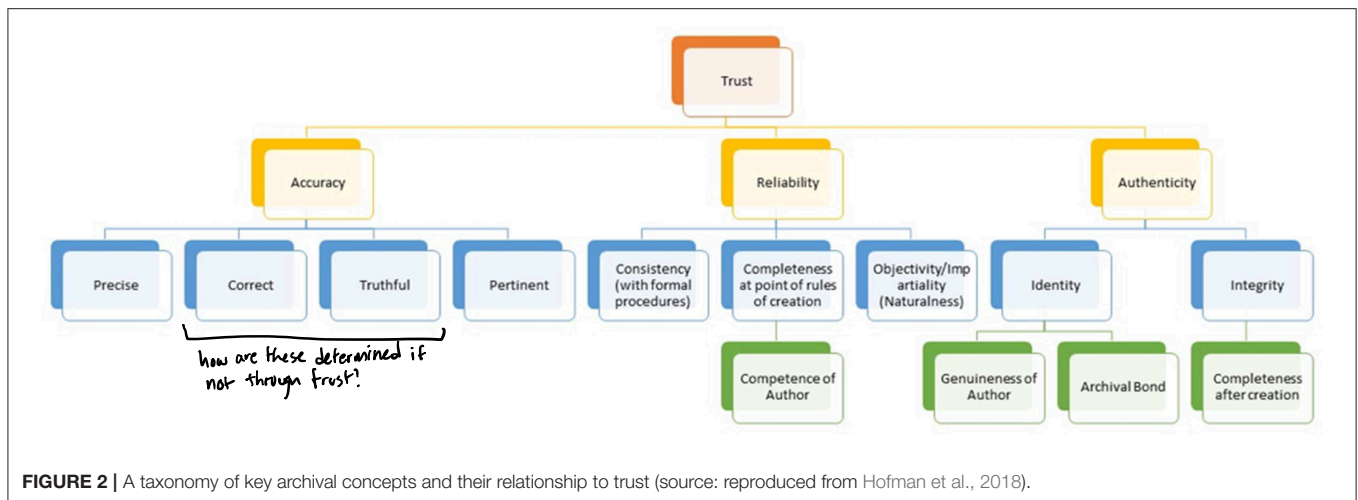 Trust
Accuracy
Reliability
Authenticity
Precise
Correct
Truthful
Pertinent
Consistency
(with formal
procedures)
Completeness
at point of rules
of creation
Objectivity/Imp
artiality
(Naturalness)
Identity
Integrity
how are these determined if
not through trust?
Competence of
Author
Genuineness of
Author
Archival Bond
Completeness
after creation
FIGURE 2 | A taxonomy of key archival concepts and their relationship to trust (source: reproduced from Hofman et al., 2018).